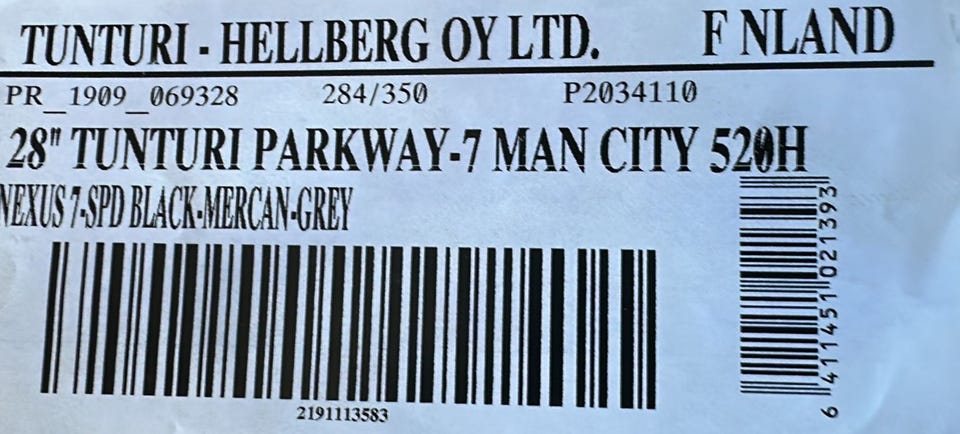 TUNTURI - HELLBERG OY LTD. F NLAND
PR_1909_069328 284/350 P2034110
28" TUNTURI PARKWAY-7 MAN CITY 520H
NEXUS 7-SPD BLACK-MERCAN-GREY
2191113583
6 411451 021393